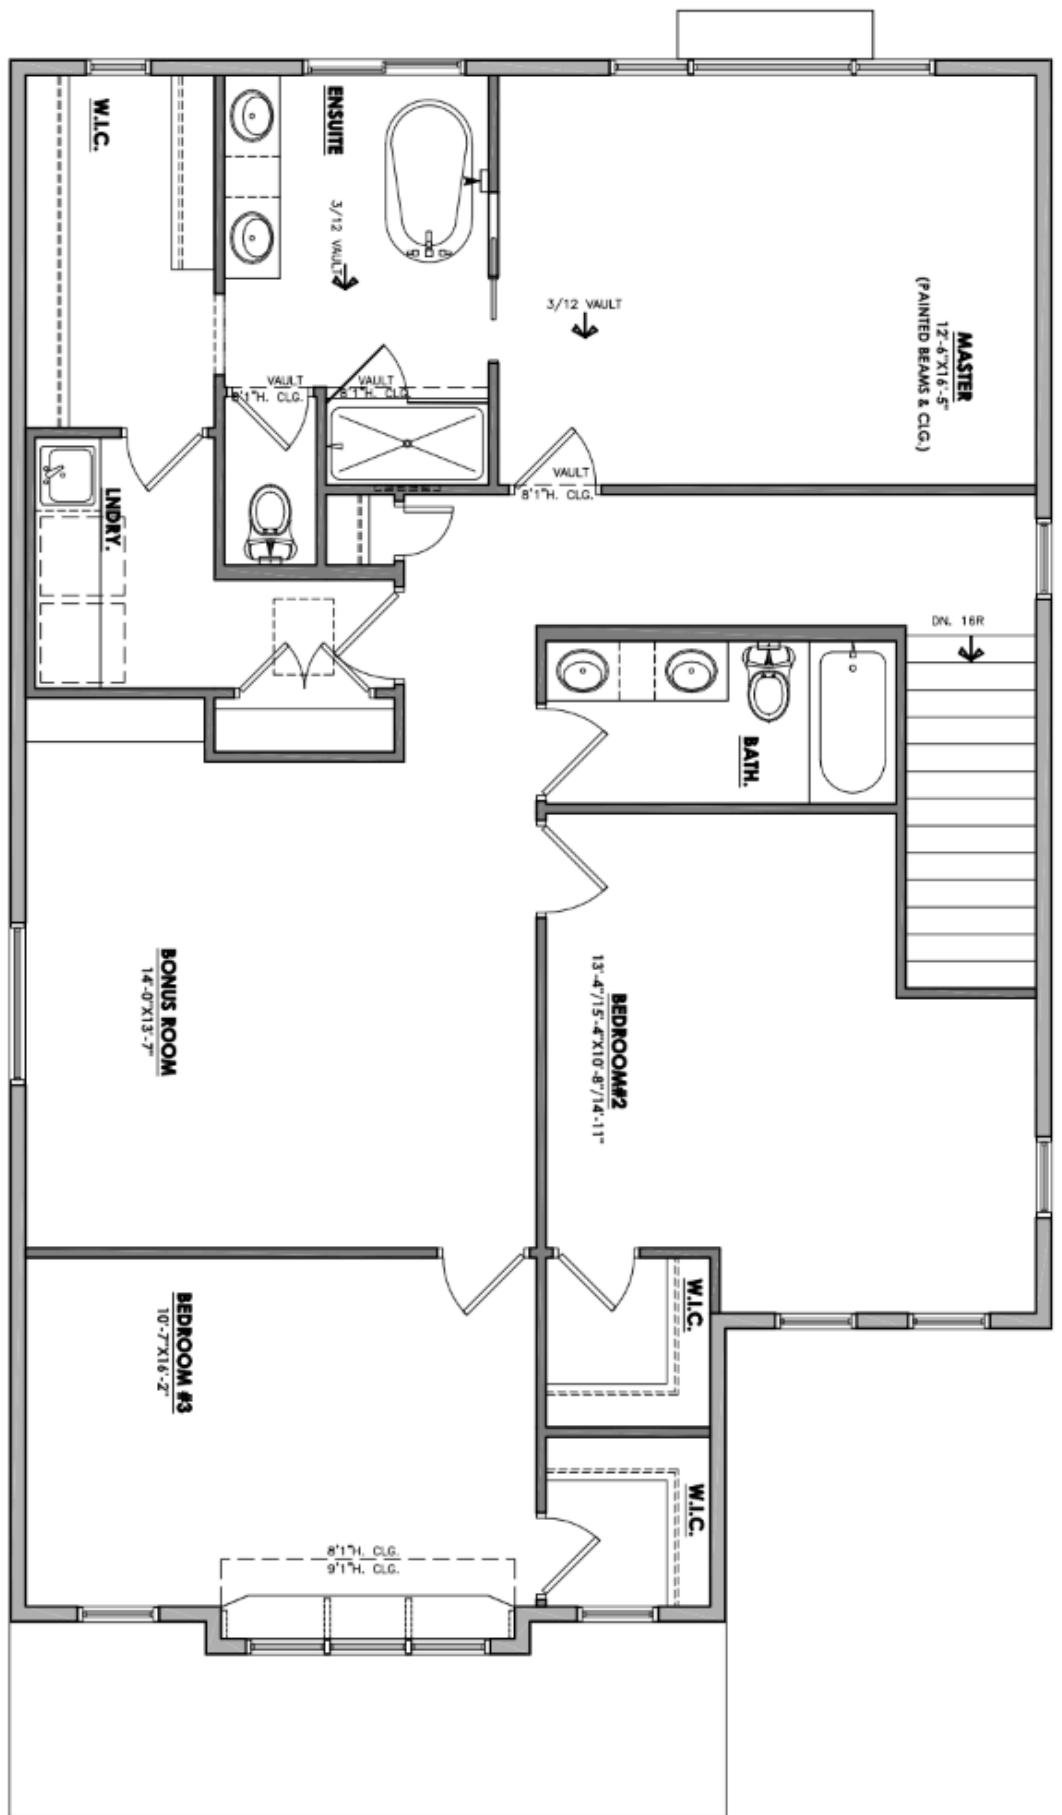 W.I.C.
ENSUITE
3/12 VAULT
3/12 VAULT
MASTER
12'-6"X16'-5"
(PAINTED BEAMS & CLG.)
VAULT
8'1"H. CLG.
VAULT
8'1"H. CLG.
VAULT
8'1"H. CLG.
LNDRY.
DN. 16R
BATH.
BONUS ROOM
14'-0"X13'-7"
BEDROOM#2
13'-4"/15'-4"X10'-8"/14'-11"
W.I.C.
BEDROOM #3
10'-7"X16'-2"
W.I.C.
8'1"H. CLG.
9'1"H. CLG.